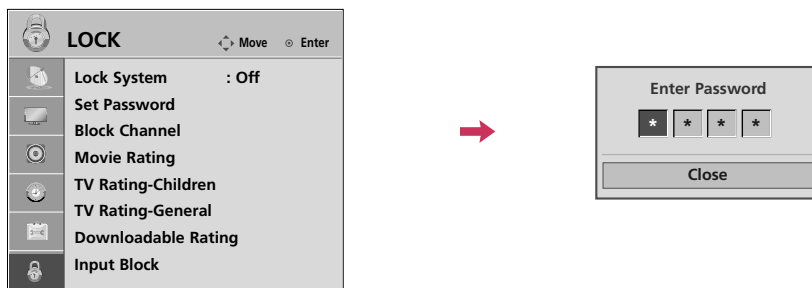 LOCK Move Enter
Lock System : Off
Set Password
Block Channel
Movie Rating
TV Rating-Children
TV Rating-General
Downloadable Rating
Input Block
Enter Password
* * * *
Close